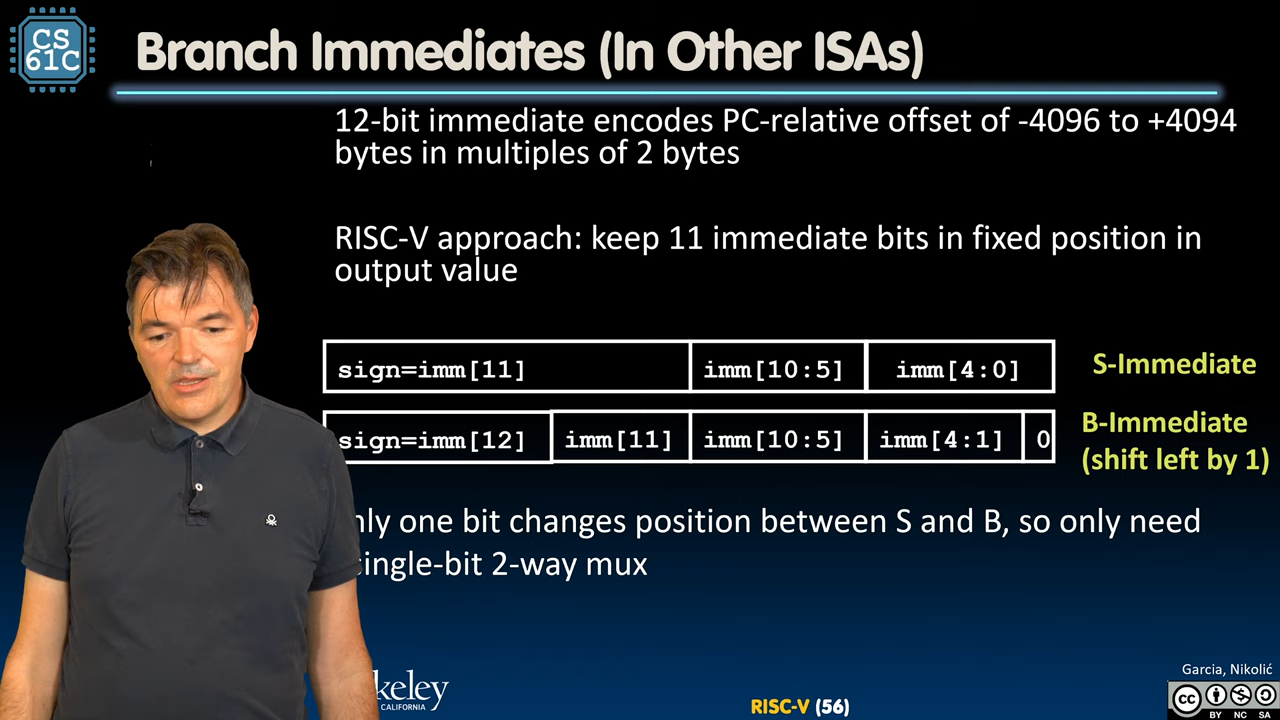 CS
61C
Branch Immediates (In Other ISAs)
12-bit immediate encodes PC-relative offset of -4096 to +4094
bytes in multiples of 2 bytes
RISC-V approach: keep 11 immediate bits in fixed position in
output value
sign=imm[11] imm[10:5] imm[4:0] S-Immediate
sign=imm[12] imm[11] imm[10:5] imm[4:1] 0 B-Immediate
(shift left by 1)
nly one bit changes position between S and B, so only need
ingle-bit 2-way mux
keley
CALIFORNIA
RISC-V (56)
Garcia, Nikolić
CC
BY NC SA